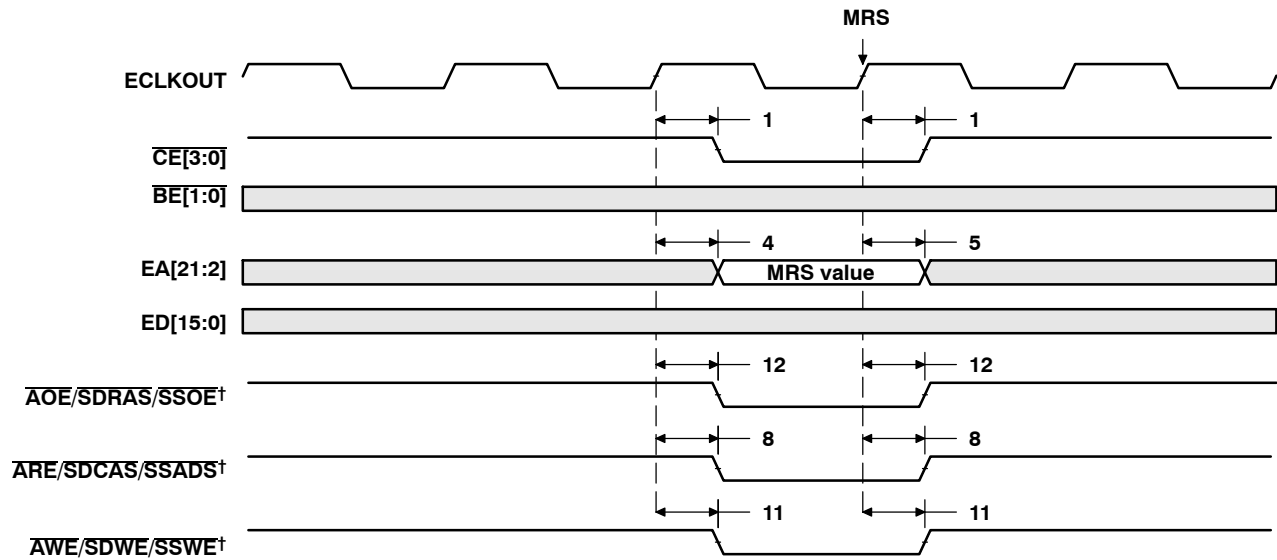 MRS
ECLKOUT
1 1
CE[3:0]
BE[1:0]
4 5
EA[21:2] MRS value
ED[15:0]
12 12
AOE/SDRAS/SSOE†
8 8
ARE/SDCAS/SSADS†
11 11
AWE/SDWE/SSWE†